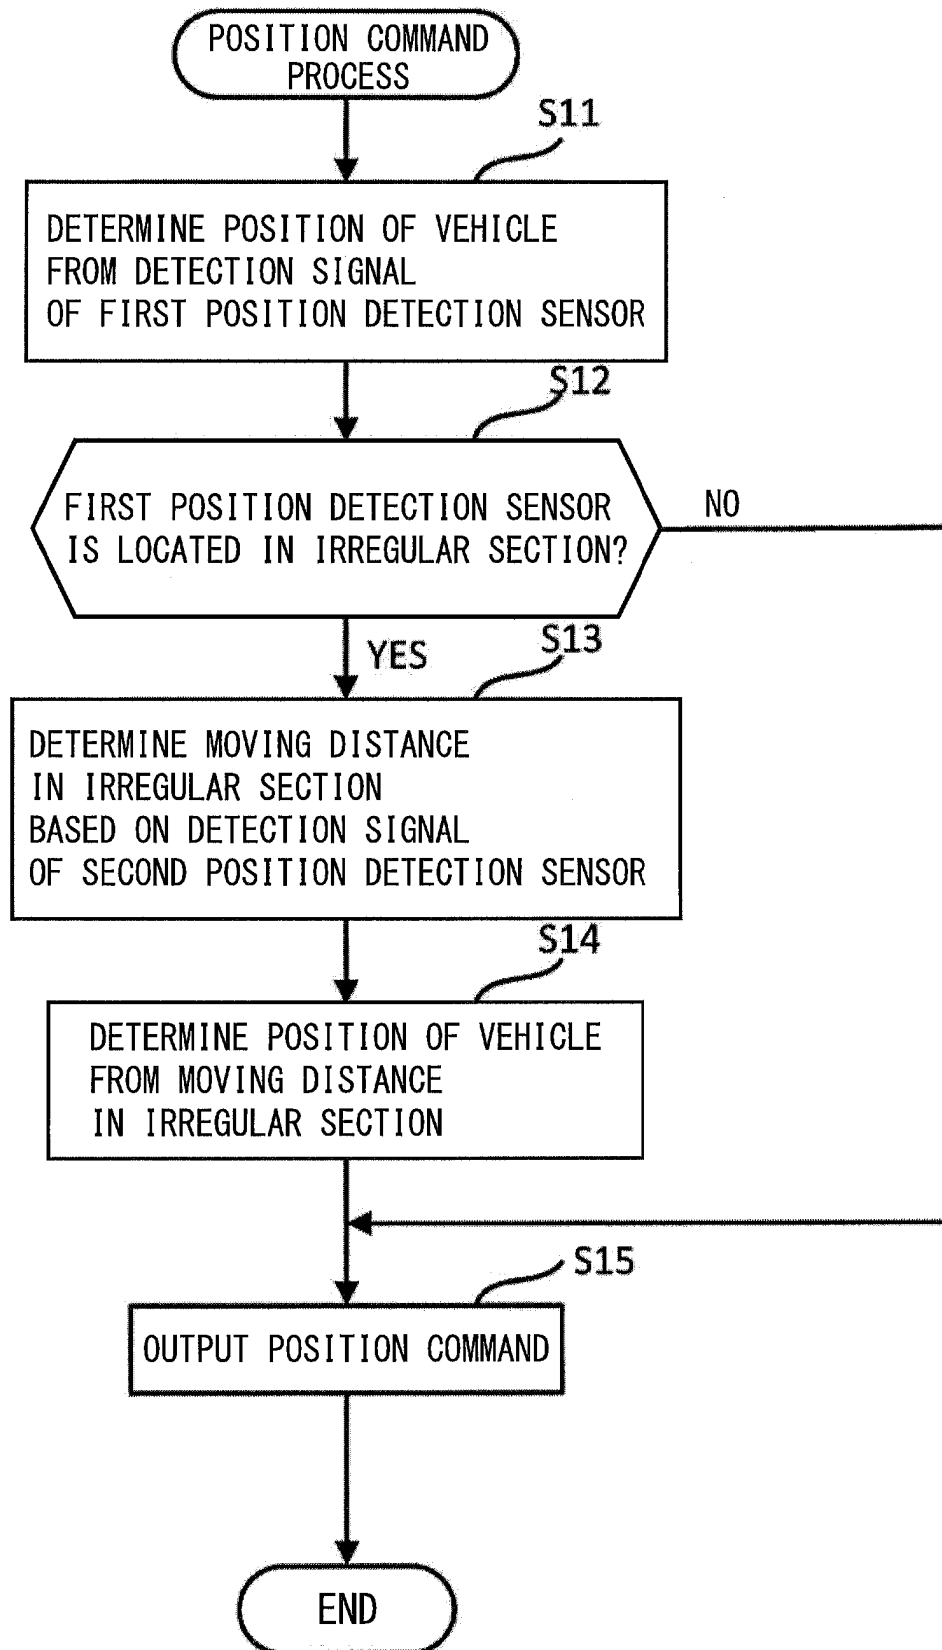 POSITION COMMAND
PROCESS
S11
DETERMINE POSITION OF VEHICLE
FROM DETECTION SIGNAL
OF FIRST POSITION DETECTION SENSOR
S12
FIRST POSITION DETECTION SENSOR
IS LOCATED IN IRREGULAR SECTION?
NO
YES
S13
DETERMINE MOVING DISTANCE
IN IRREGULAR SECTION
BASED ON DETECTION SIGNAL
OF SECOND POSITION DETECTION SENSOR
S14
DETERMINE POSITION OF VEHICLE
FROM MOVING DISTANCE
IN IRREGULAR SECTION
S15
OUTPUT POSITION COMMAND
END